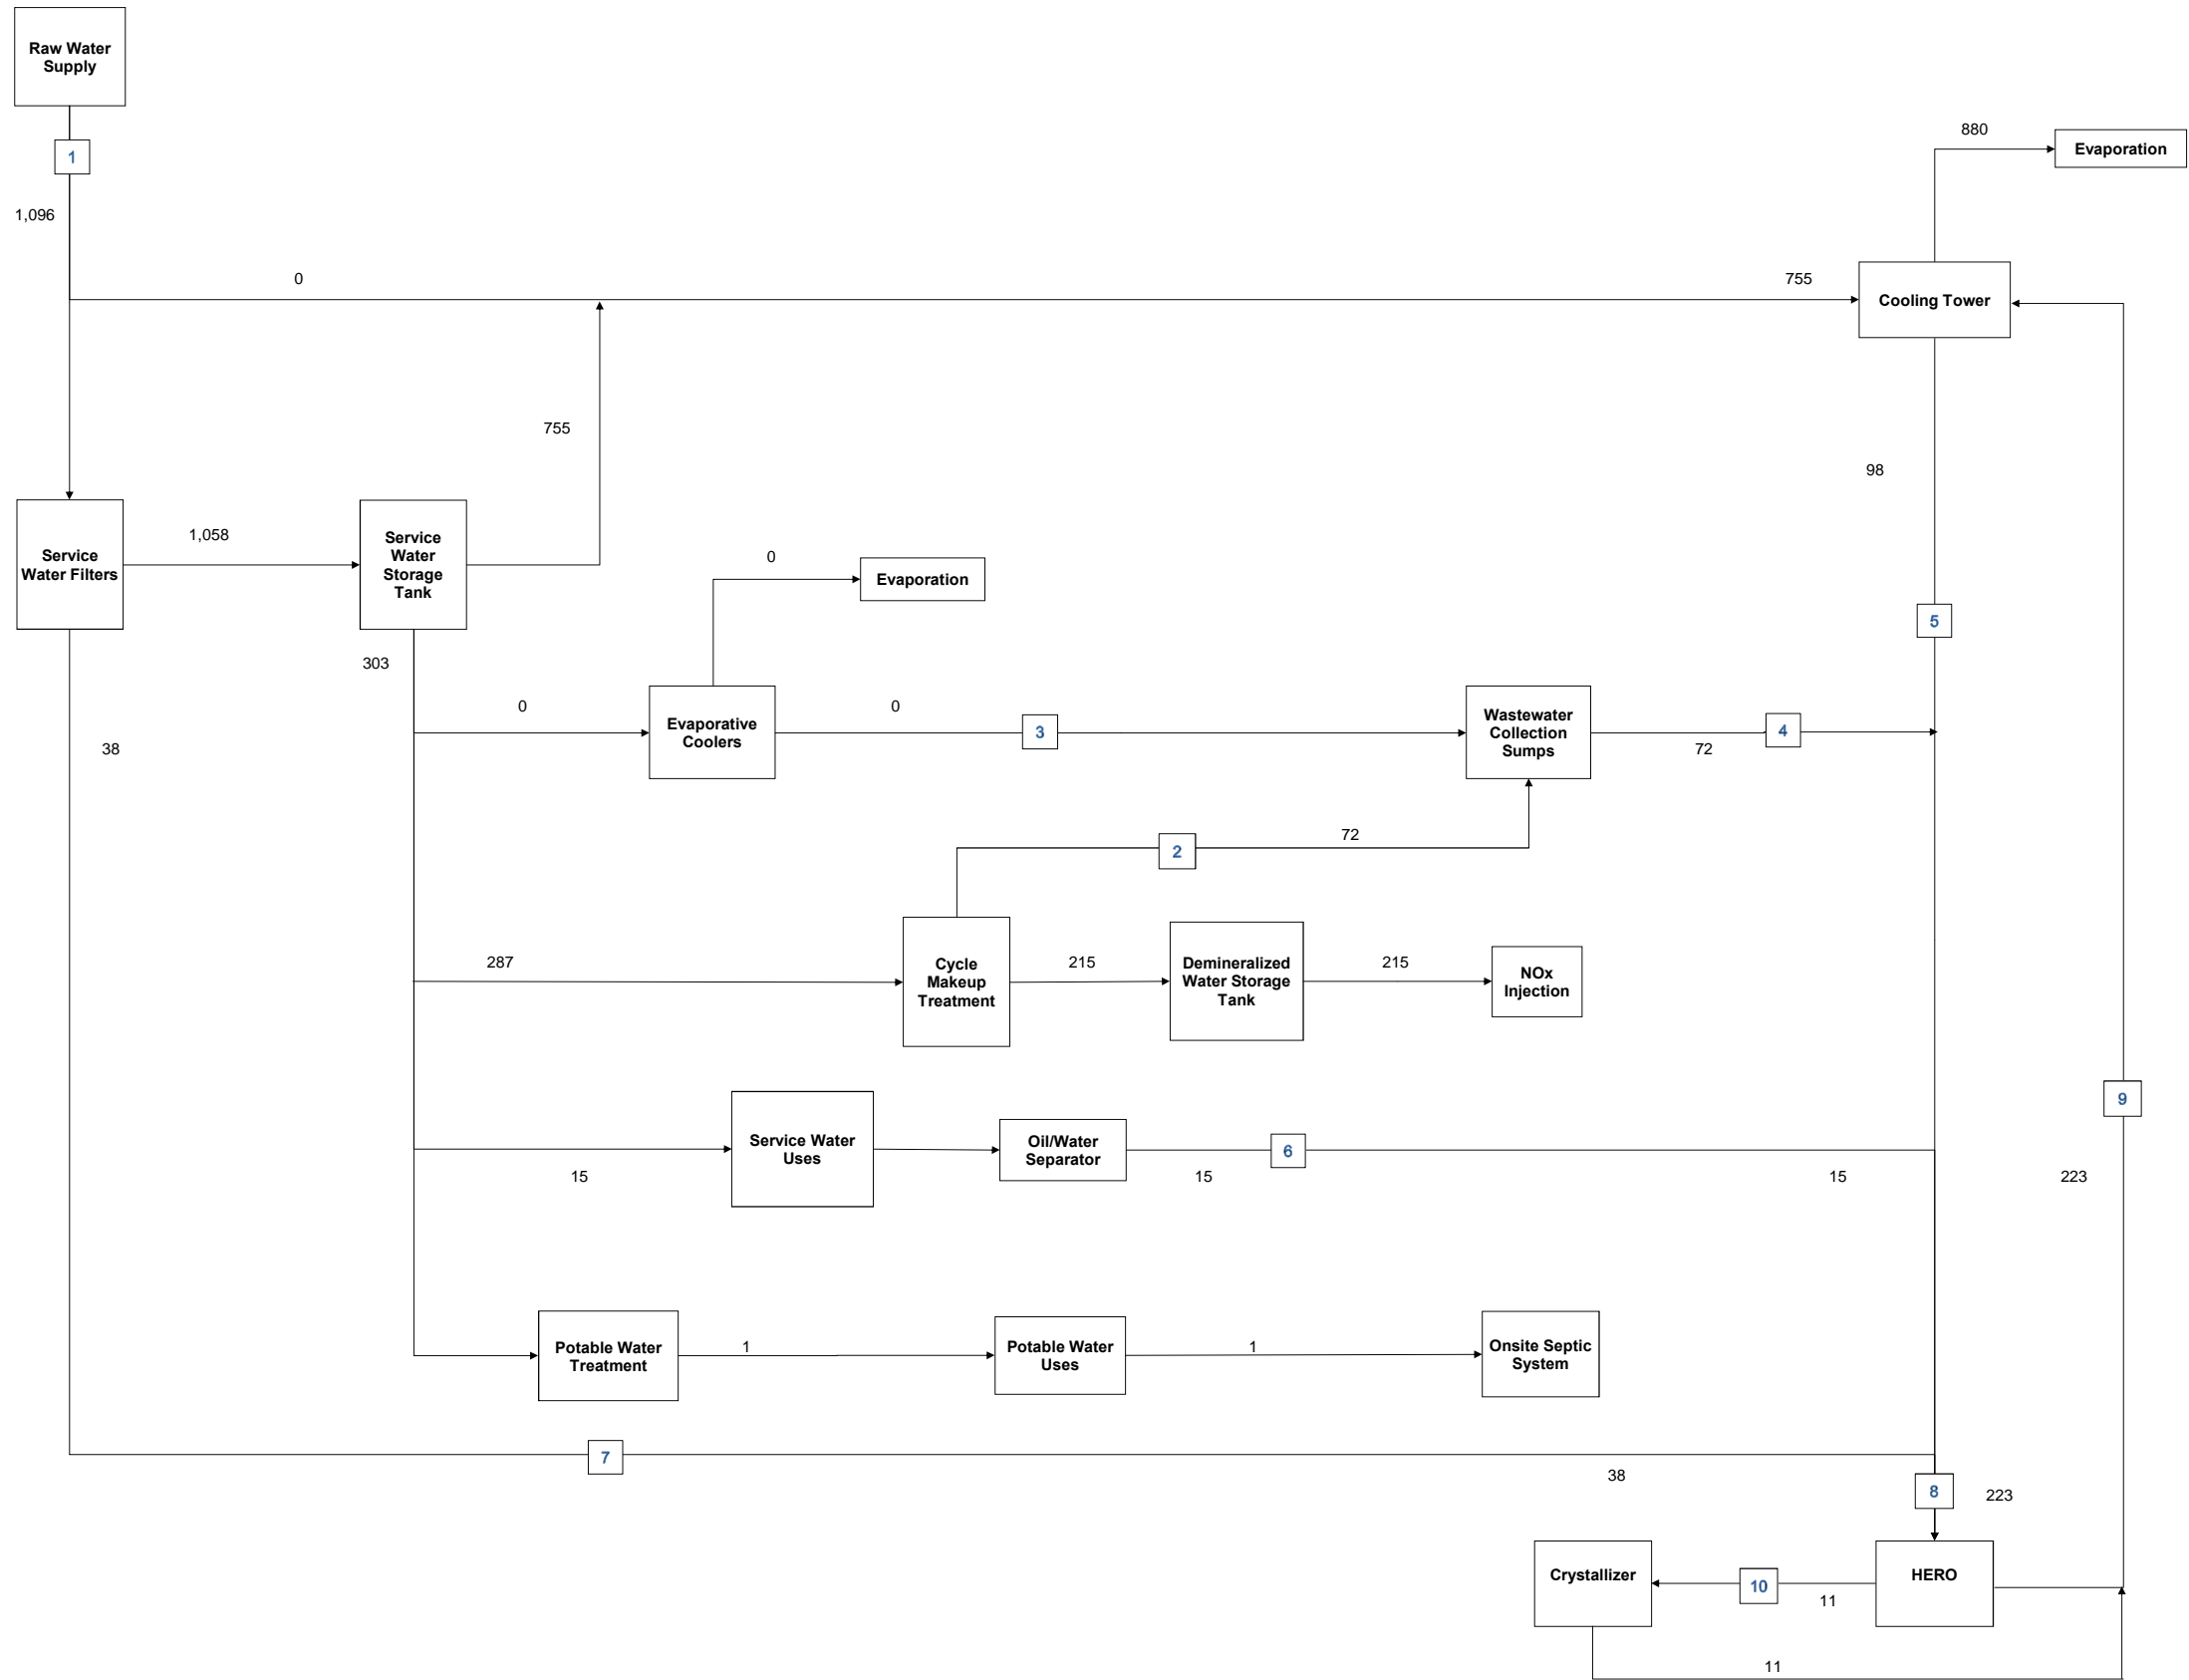 Raw Water
Supply
1
1,096
880
Evaporation
0
755
Cooling Tower
755
98
1,058
Service
Water Filters
Service
Water
Storage
Tank
0
Evaporation
5
303
0
0
38
Evaporative
Coolers
3
Wastewater
Collection
Sumps
4
72
72
2
287
Cycle
Makeup
Treatment
215
Demineralized
Water Storage
Tank
215
NOx
Injection
9
Service Water
Uses
Oil/Water
Separator
6
15
15
15
223
Potable Water
Treatment
1
Potable Water
Uses
1
Onsite Septic
System
7
38
8
223
Crystallizer
10
11
HERO
11